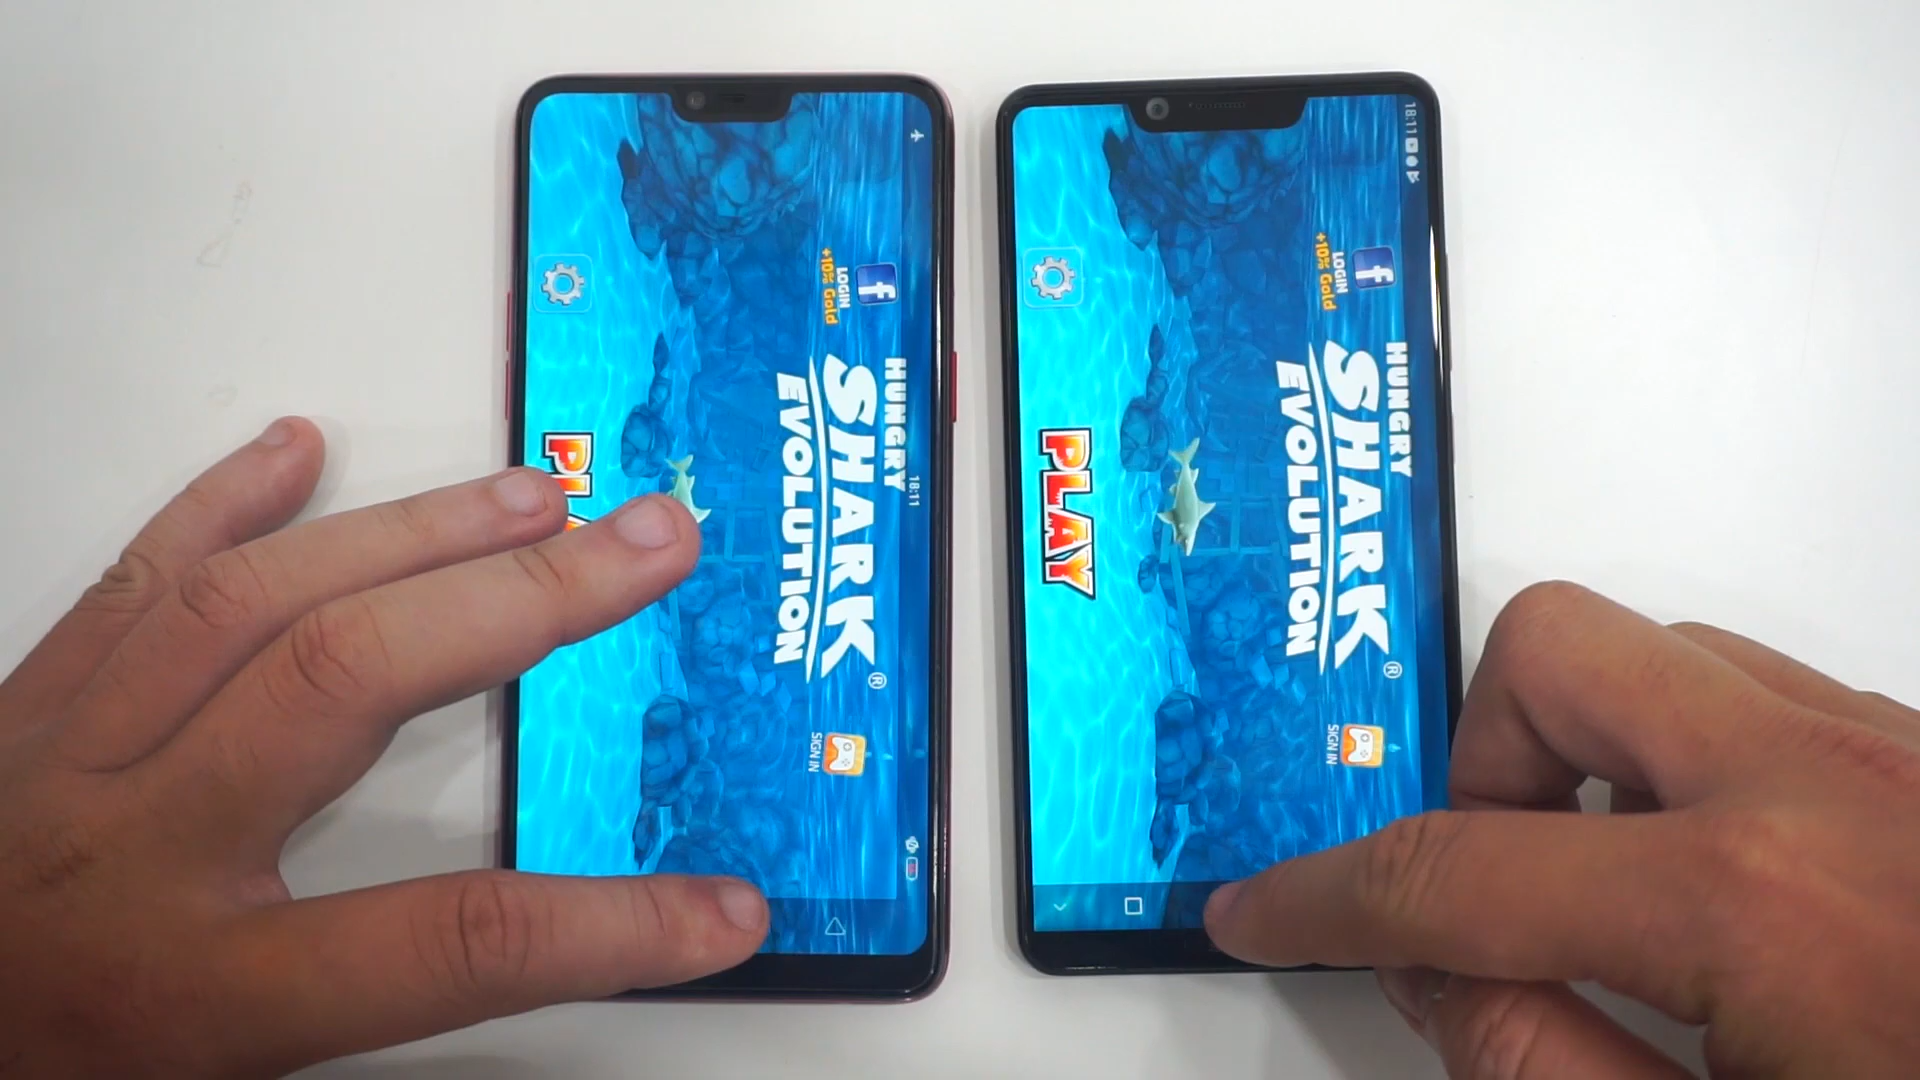 18:11
HUNGRY
SHARK
EVOLUTION
®
f
LOGIN
+10% Gold
SIGN IN
PLA
18:11
HUNGRY
SHARK
EVOLUTION
®
f
LOGIN
+10% Gold
SIGN IN
PLAY